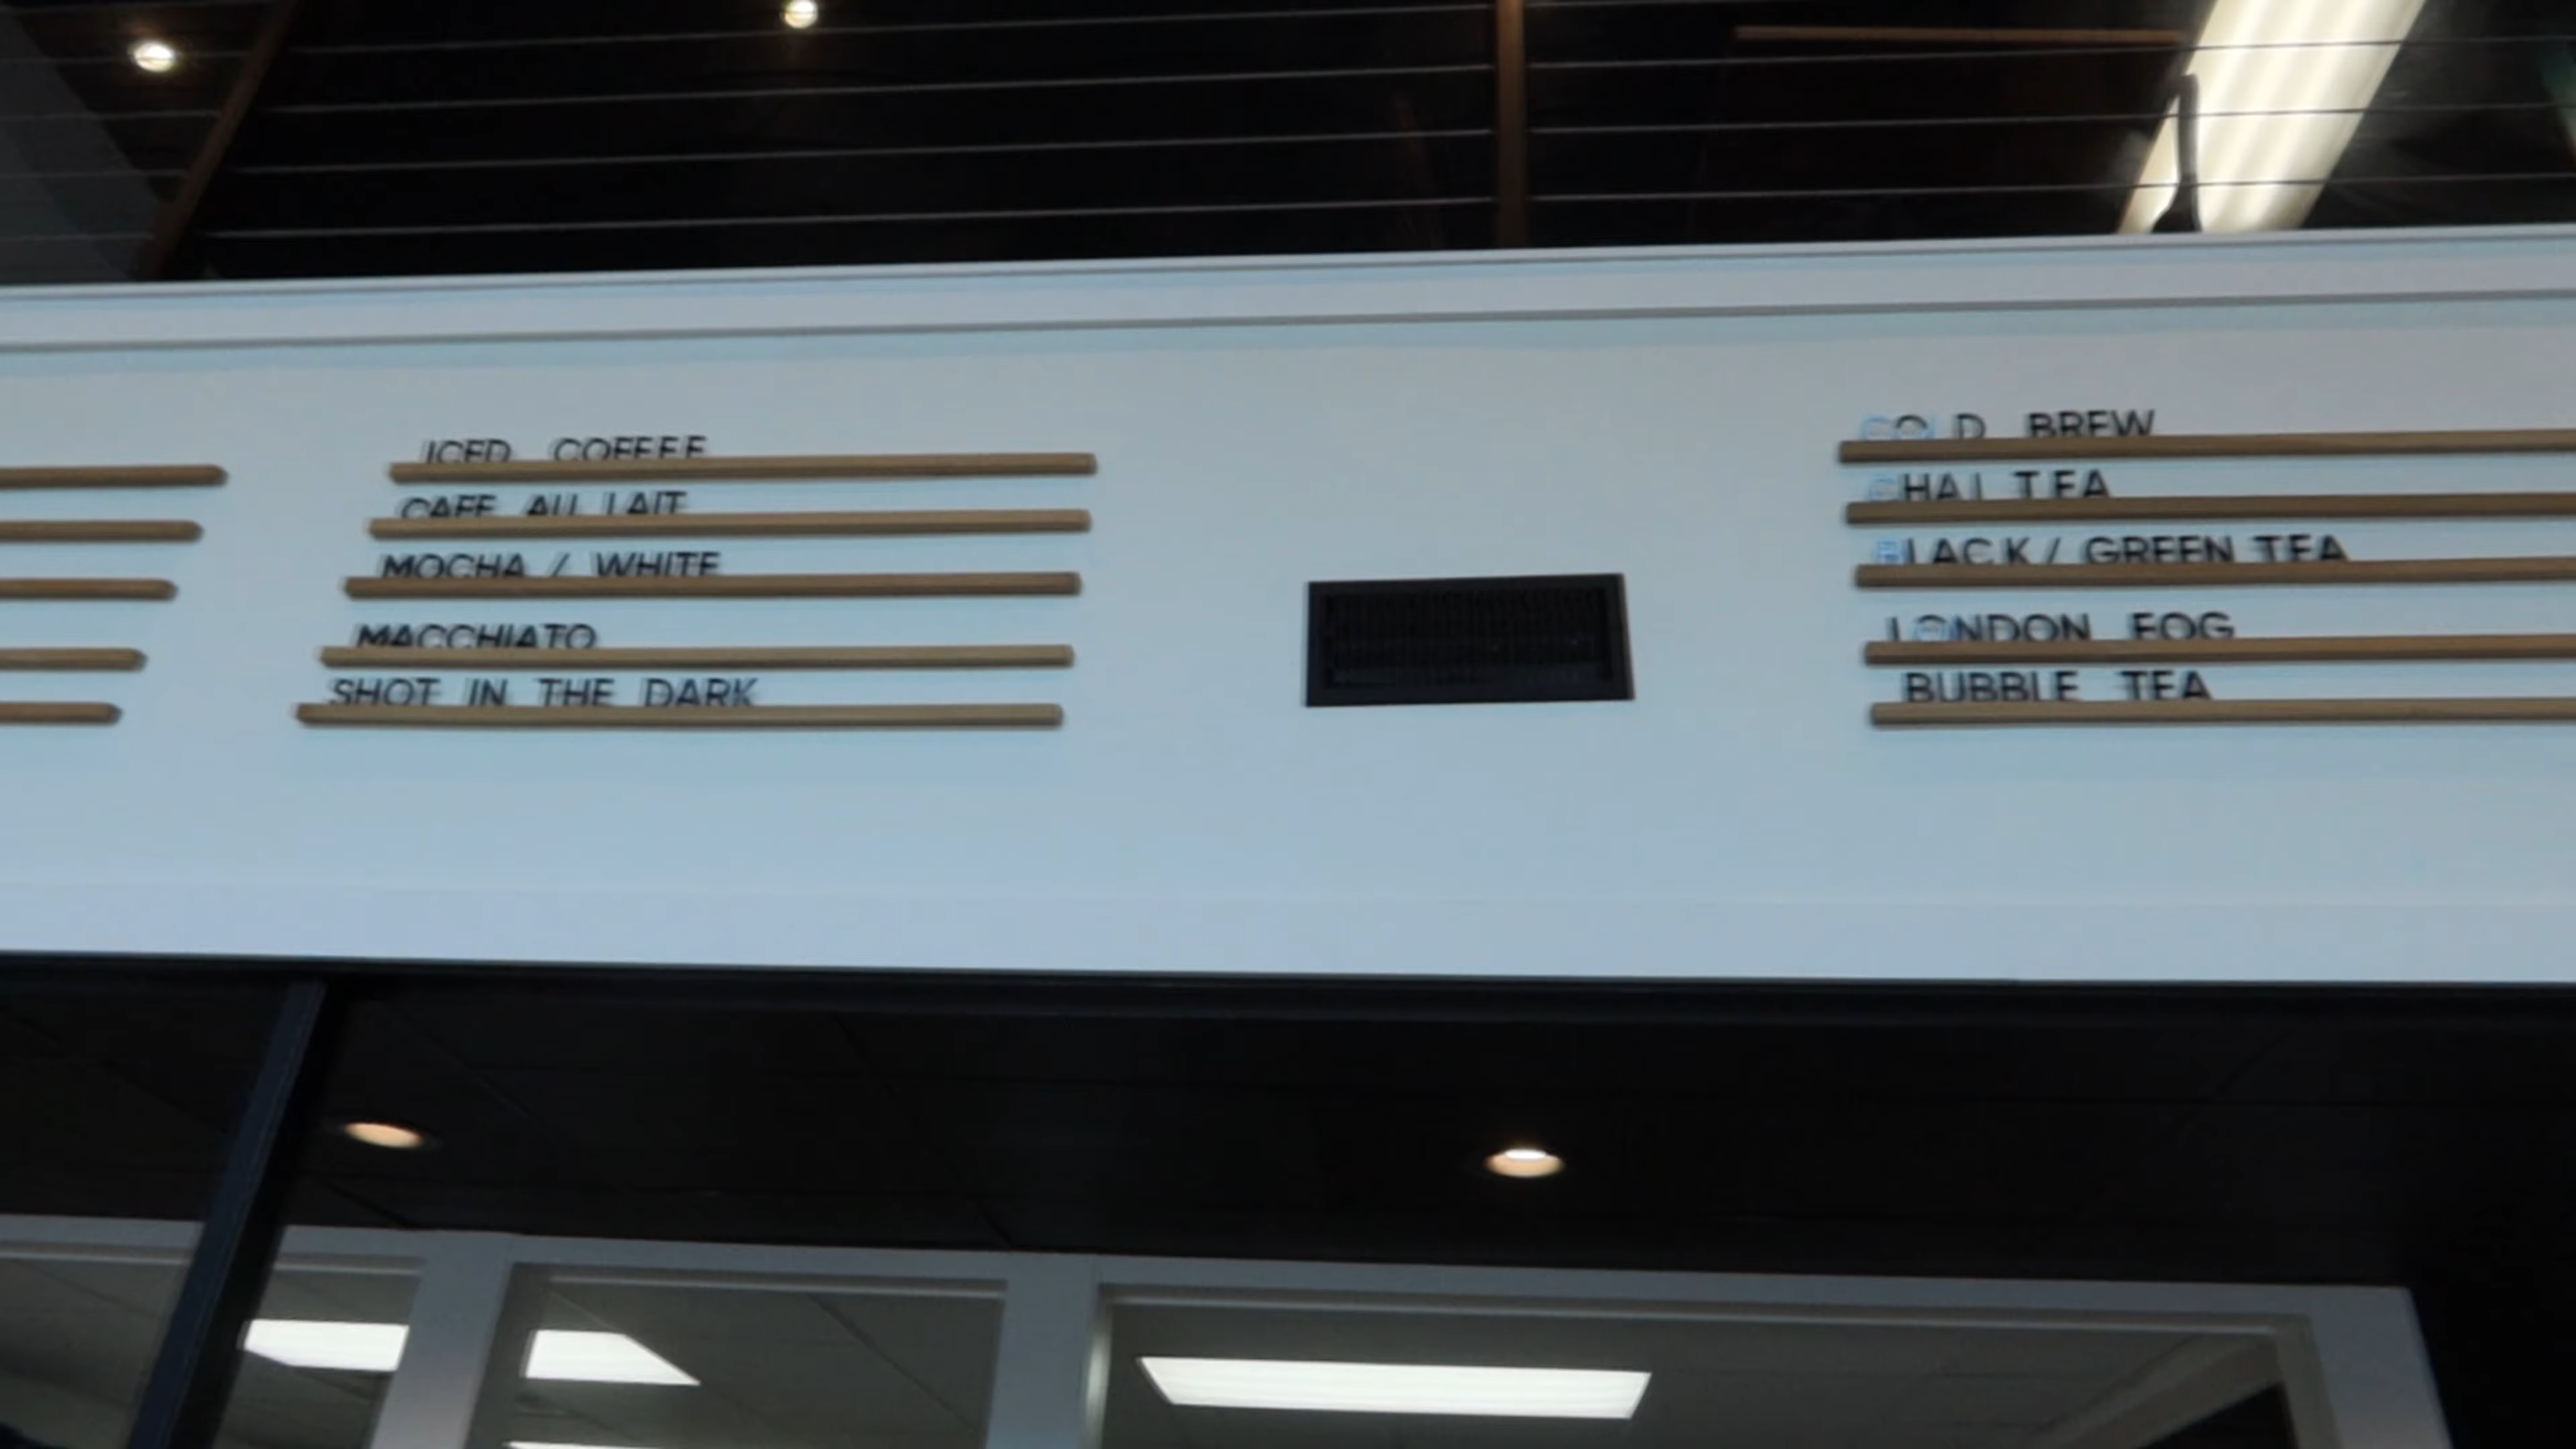 ICED COFFEE
CAFE AU LAIT
MOCHA / WHITE
MACCHIATO
SHOT IN THE DARK
COLD BREW
CHAI TEA
BLACK / GREEN TEA
LONDON FOG
BUBBLE TEA